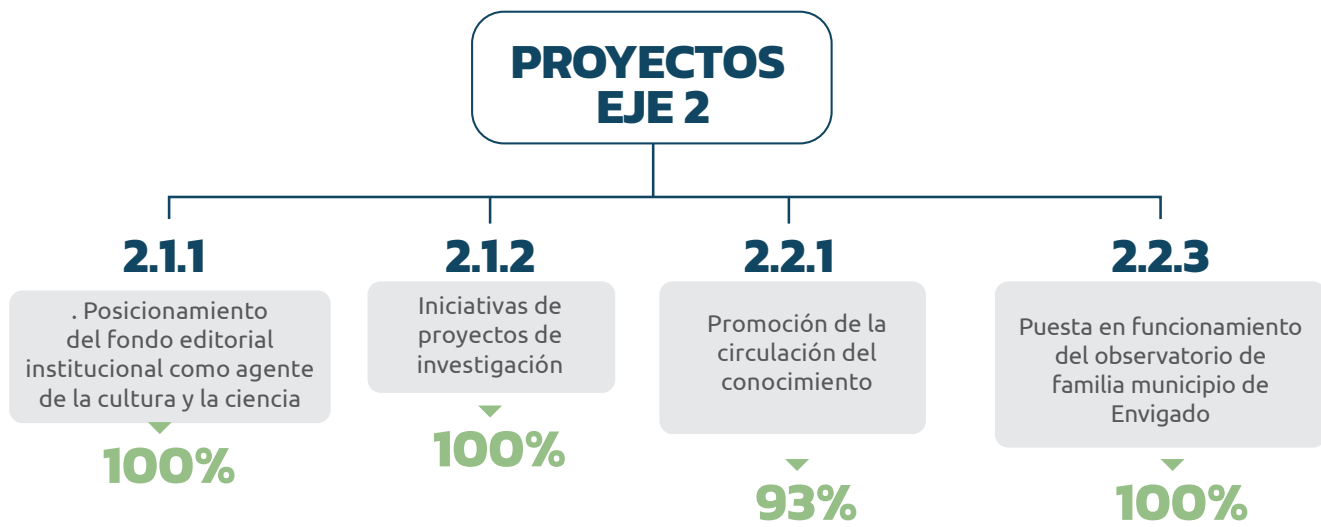 PROYECTOS
EJE 2
2.1.1
. Posicionamiento
del fondo editorial
institucional como agente
de la cultura y la ciencia
100%
2.1.2
Iniciativas de
proyectos de
investigación
100%
2.2.1
Promoción de la
circulación del
conocimiento
93%
2.2.3
Puesta en funcionamiento
del observatorio de
familia municipio de
Envigado
100%